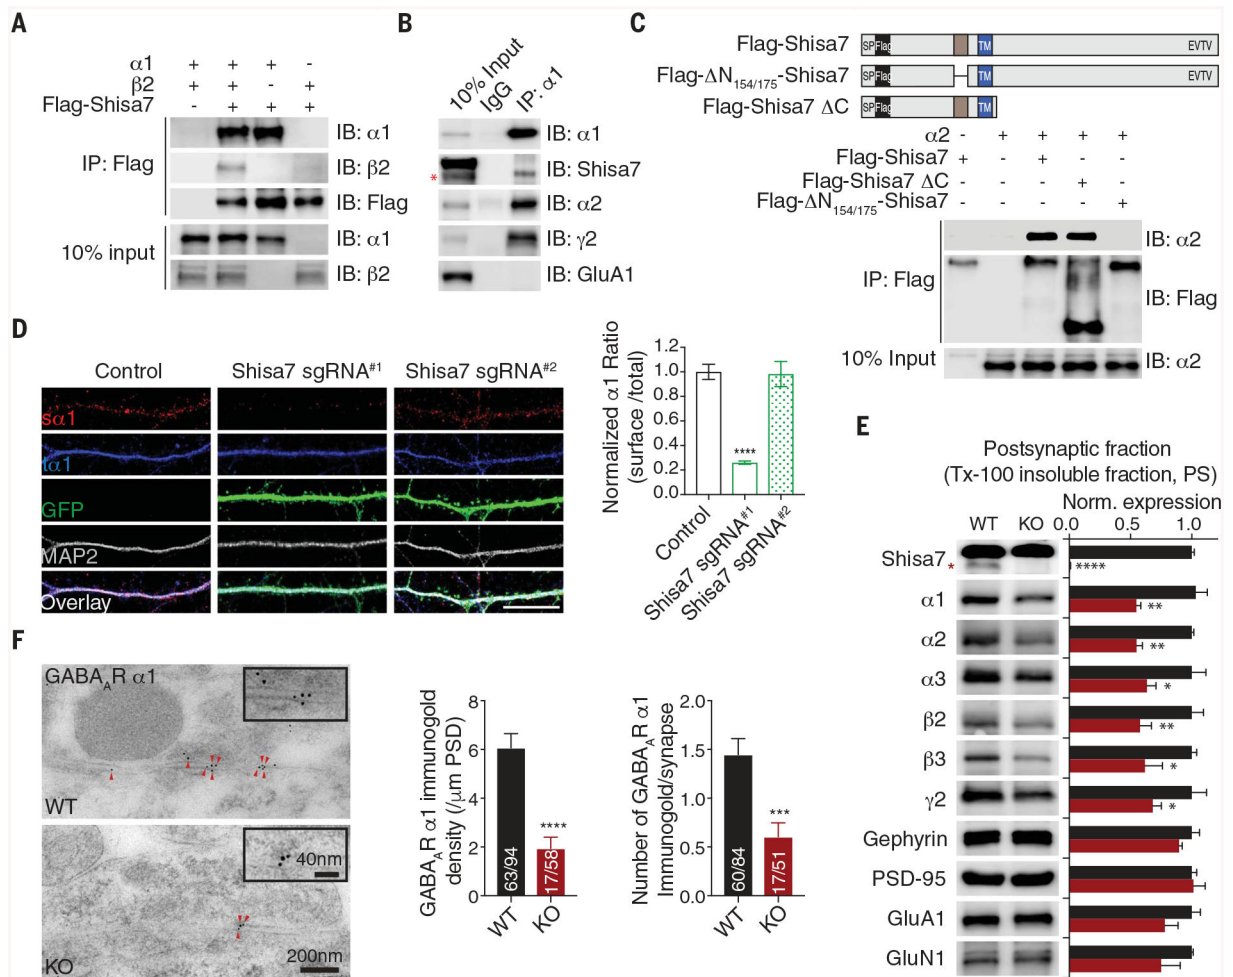 A
α1 + + + -
β2 + + - +
Flag-Shisa7 - + + +
IP: Flag
IB: α1
IB: β2
IB: Flag
10% input
IB: α1
IB: β2
B
10% Input
IgG
IP: α1
IB: α1
* IB: Shisa7
IB: α2
IB: γ2
IB: GluA1
C
Flag-Shisa7 SP Flag TM EVTV
Flag-ΔN154/175-Shisa7 SP Flag TM EVTV
Flag-Shisa7 ΔC SP Flag TM
α2 - + + + +
Flag-Shisa7 + - + - -
Flag-Shisa7 ΔC - - - + -
Flag-ΔN154/175-Shisa7 - - - - +
IP: Flag
IB: α2
IB: Flag
10% Input
IB: α2
D
Control
Shisa7 sgRNA#1
Shisa7 sgRNA#2
sα1
tα1
GFP
MAP2
Overlay
Normalized α1 Ratio
(surface /total)
1.2
1.0
0.8
0.6
0.4
0.2
0.0
****
Control
Shisa7 sgRNA#1
Shisa7 sgRNA#2
E
Postsynaptic fraction
(Tx-100 insoluble fraction, PS)
Norm. expression
WT KO 0.0 0.5 1.0
Shisa7
* ****
α1 **
α2 **
α3 *
β2 **
β3 *
γ2 *
Gephyrin
PSD-95
GluA1
GluN1
F
GABAAR α1
WT
40nm
200nm
KO
GABAAR α1 immunogold
density (/μm PSD)
8
6
4
2
0
****
63/94
17/58
WT
KO
Number of GABAAR α1
Immunogold/synapse
2.0
1.5
1.0
0.5
0.0
***
60/84
17/51
WT
KO